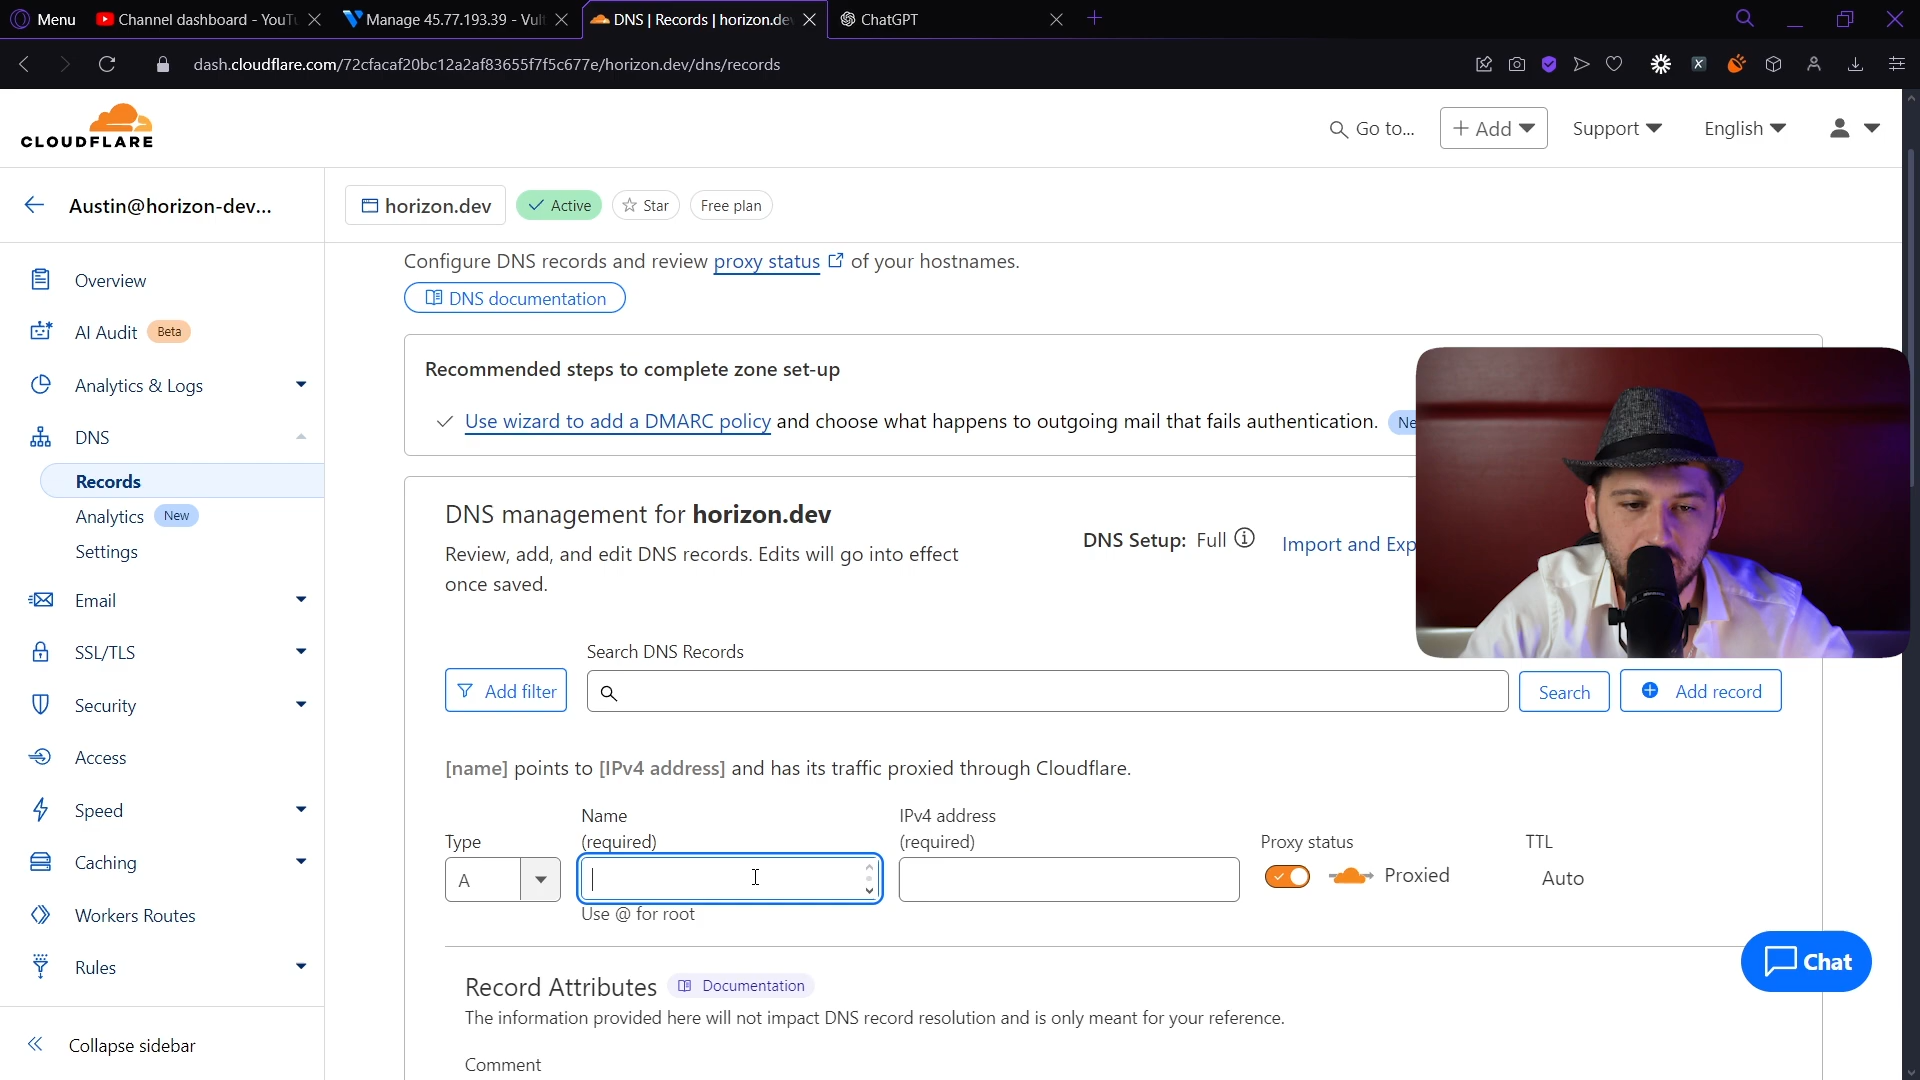 Menu
Channel dashboard - YouT
Manage 45.77.193.39 - Vul
DNS | Records | horizon.de
ChatGPT
dash.cloudflare.com/72cfacaf20bc12a2af83655f7f5c677e/horizon.dev/dns/records
CLOUDFLARE
Go to...
+ Add
Support
English
Austin@horizon-dev...
horizon.dev
Active
Star
Free plan
Overview
AI Audit Beta
Analytics & Logs
DNS
Records
Analytics New
Settings
Email
SSL/TLS
Security
Access
Speed
Caching
Workers Routes
Rules
Collapse sidebar
Configure DNS records and review proxy status of your hostnames.
DNS documentation
Recommended steps to complete zone set-up
Use wizard to add a DMARC policy and choose what happens to outgoing mail that fails authentication. Ne
DNS management for horizon.dev
Review, add, and edit DNS records. Edits will go into effect
once saved.
DNS Setup: Full
Import and Exp
Search DNS Records
Add filter
Search
Add record
[name] points to [IPv4 address] and has its traffic proxied through Cloudflare.
Type
A
Name
(required)
Use @ for root
IPv4 address
(required)
Proxy status
Proxied
TTL
Auto
Record Attributes Documentation
The information provided here will not impact DNS record resolution and is only meant for your reference.
Comment
Chat